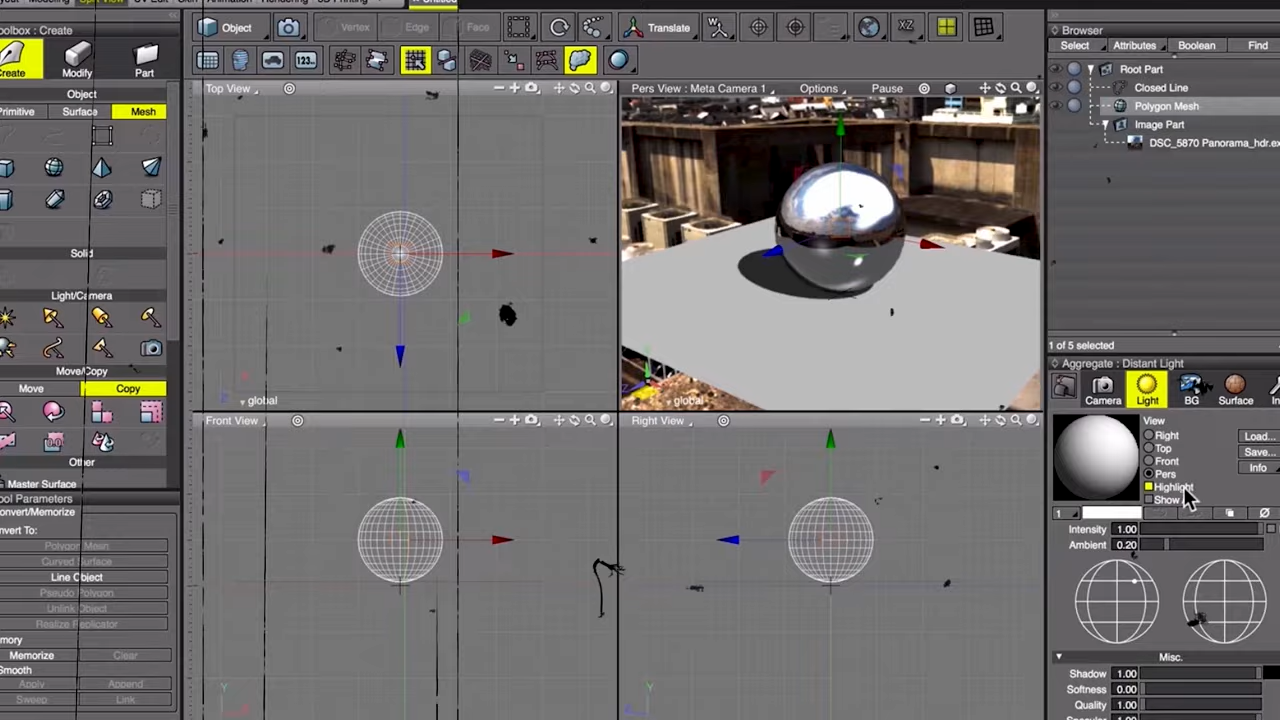 Untitled
Toolbox: Create
Object
Vertex
Edge
Face
Translate
XZ
Create
Modify
Part
123...
Object
Primitive
Surface
Mesh
Solid
Light/Camera
Move/Copy
Move
Copy
Other
Master Surface
Tool Parameters
Convert/Memorize
Convert To:
Polygon Mesh
Curved Surface
Line Object
Pseudo Polygon
Unlink Object
Realize Replicator
Memory
Memorize
Clear
Smooth
Apply
Append
Sweep
Link
Top View
global
Pers View : Meta Camera 1
Options
Pause
global
Front View
Y
Right View
Y
Browser
Select
Attributes
Boolean
Find
Root Part
Closed Line
Polygon Mesh
Image Part
DSC_5870 Panorama_hdr.ex
1 of 5 selected
Aggregate : Distant Light
Camera
Light
BG
Surface
View
Right
Top
Front
Pers
Highlight
Show
Load...
Save...
Info
1
Intensity 1.00
Ambient 0.20
Misc.
Shadow 1.00
Softness 0.00
Quality 1.00